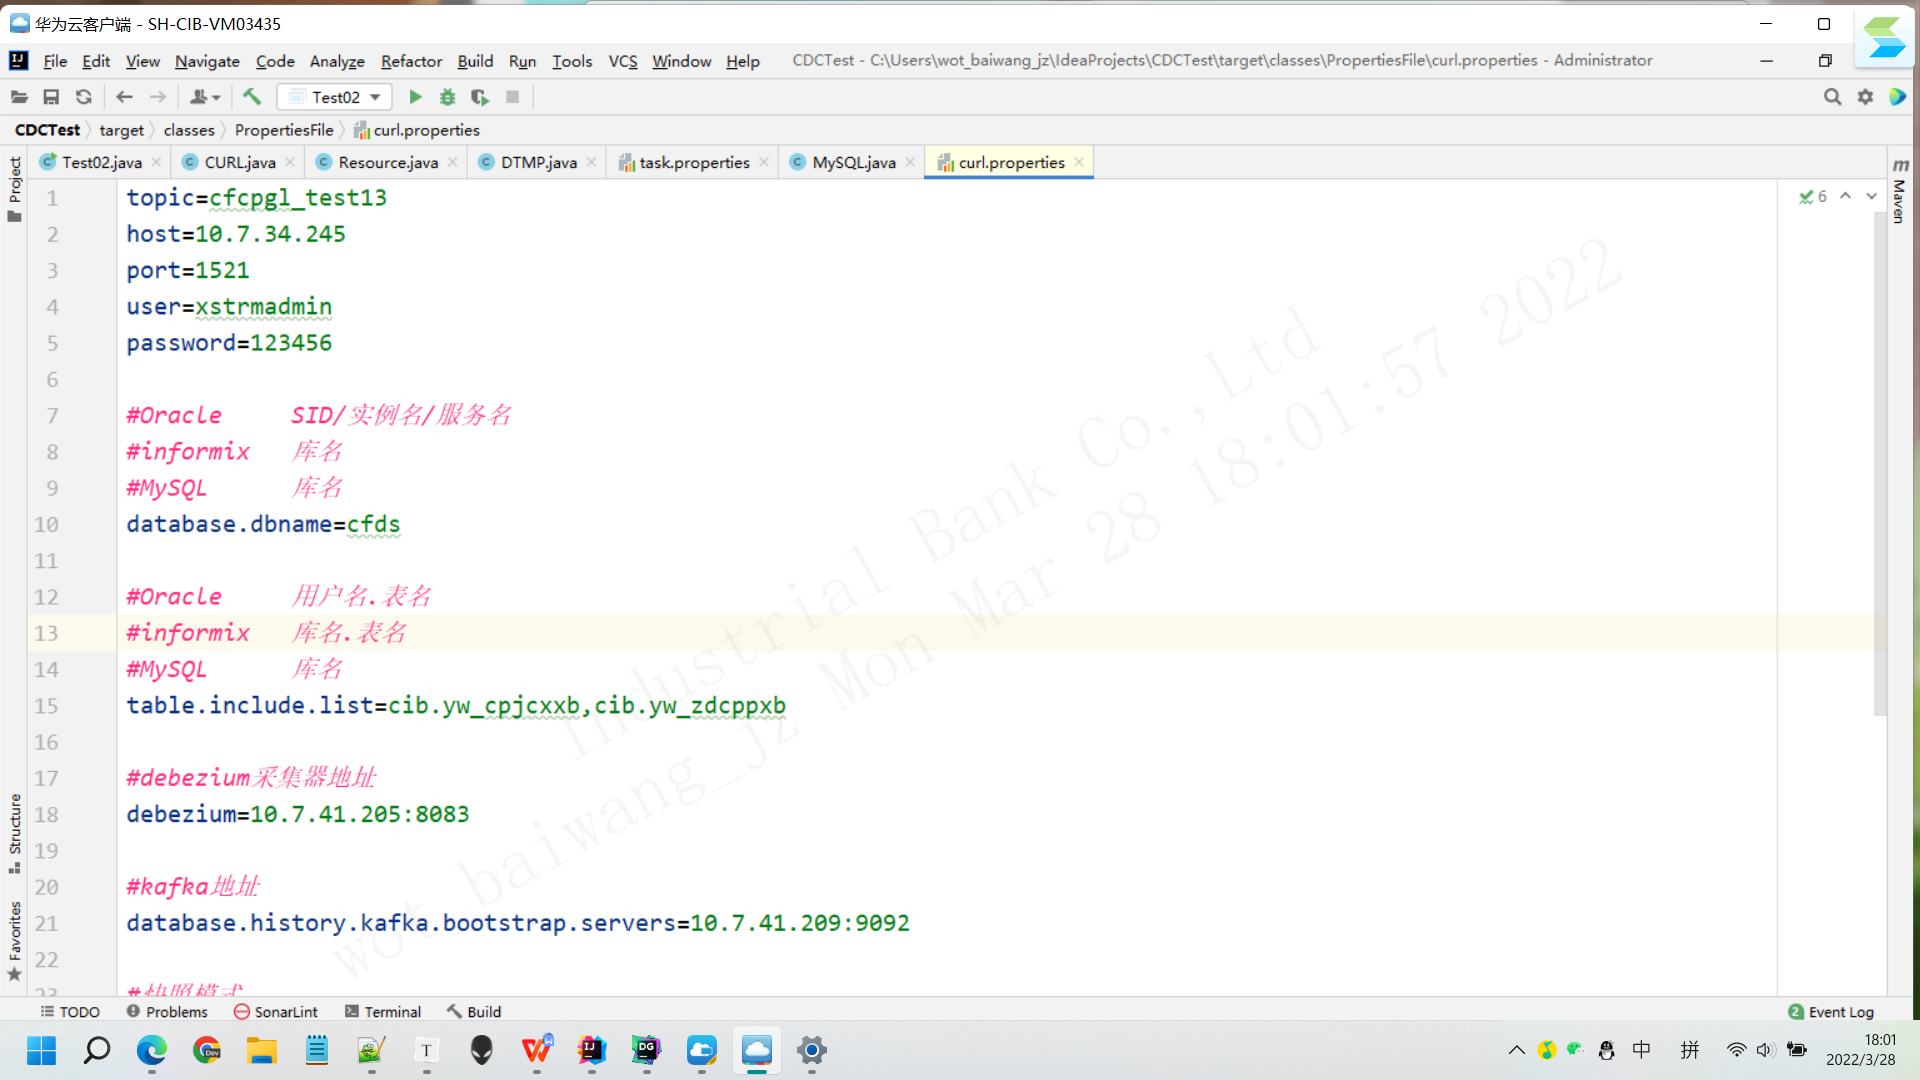 华为云客户端 - SH-CIB-VM03435
File Edit View Navigate Code Analyze Refactor Build Run Tools VCS Window Help CDCTest - C:\Users\wot_baiwang_jz\IdeaProjects\CDCTest\target\classes\PropertiesFile\curl.properties - Administrator
Test02
CDCTest target classes PropertiesFile curl.properties
Test02.java CURL.java Resource.java DTMP.java task.properties MySQL.java curl.properties
Project
Structure
Favorites
Maven
6
1 topic=cfcpgl_test13
2 host=10.7.34.245
3 port=1521
4 user=xstrmadmin
5 password=123456
6
7 #Oracle SID/实例名/服务名
8 #informix 库名
9 #MySQL 库名
10 database.dbname=cfds
11
12 #Oracle 用户名.表名
13 #informix 库名.表名
14 #MySQL 库名
15 table.include.list=cib.yw_cpjcxxb,cib.yw_zdcppxb
16
17 #debezium采集器地址
18 debezium=10.7.41.205:8083
19
20 #kafka地址
21 database.history.kafka.bootstrap.servers=10.7.41.209:9092
22
23 #快照模式
Industrial Bank Co.,Ltd
wot_baiwang_jz Mon Mar 28 18:01:57 2022
TODO Problems SonarLint Terminal Build 2 Event Log
中 拼 18:01
2022/3/28